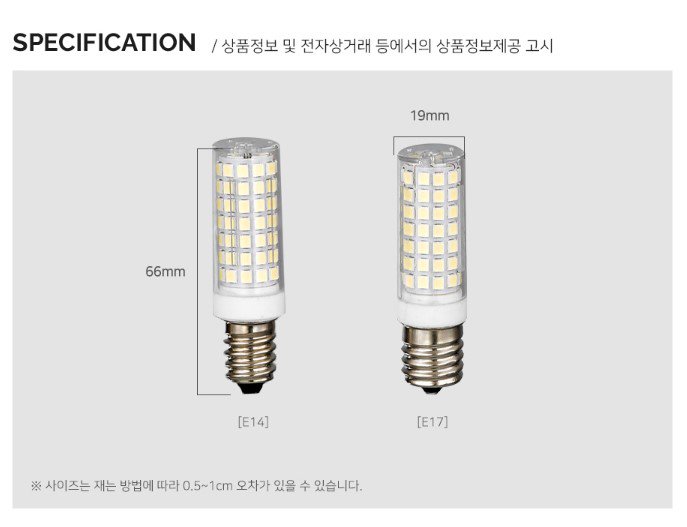 SPECIFICATION / 상품정보 및 전자상거래 등에서의 상품정보제공 고시
19mm
66mm
[E14] [E17]
※ 사이즈는 재는 방법에 따라 0.5~1cm 오차가 있을 수 있습니다.